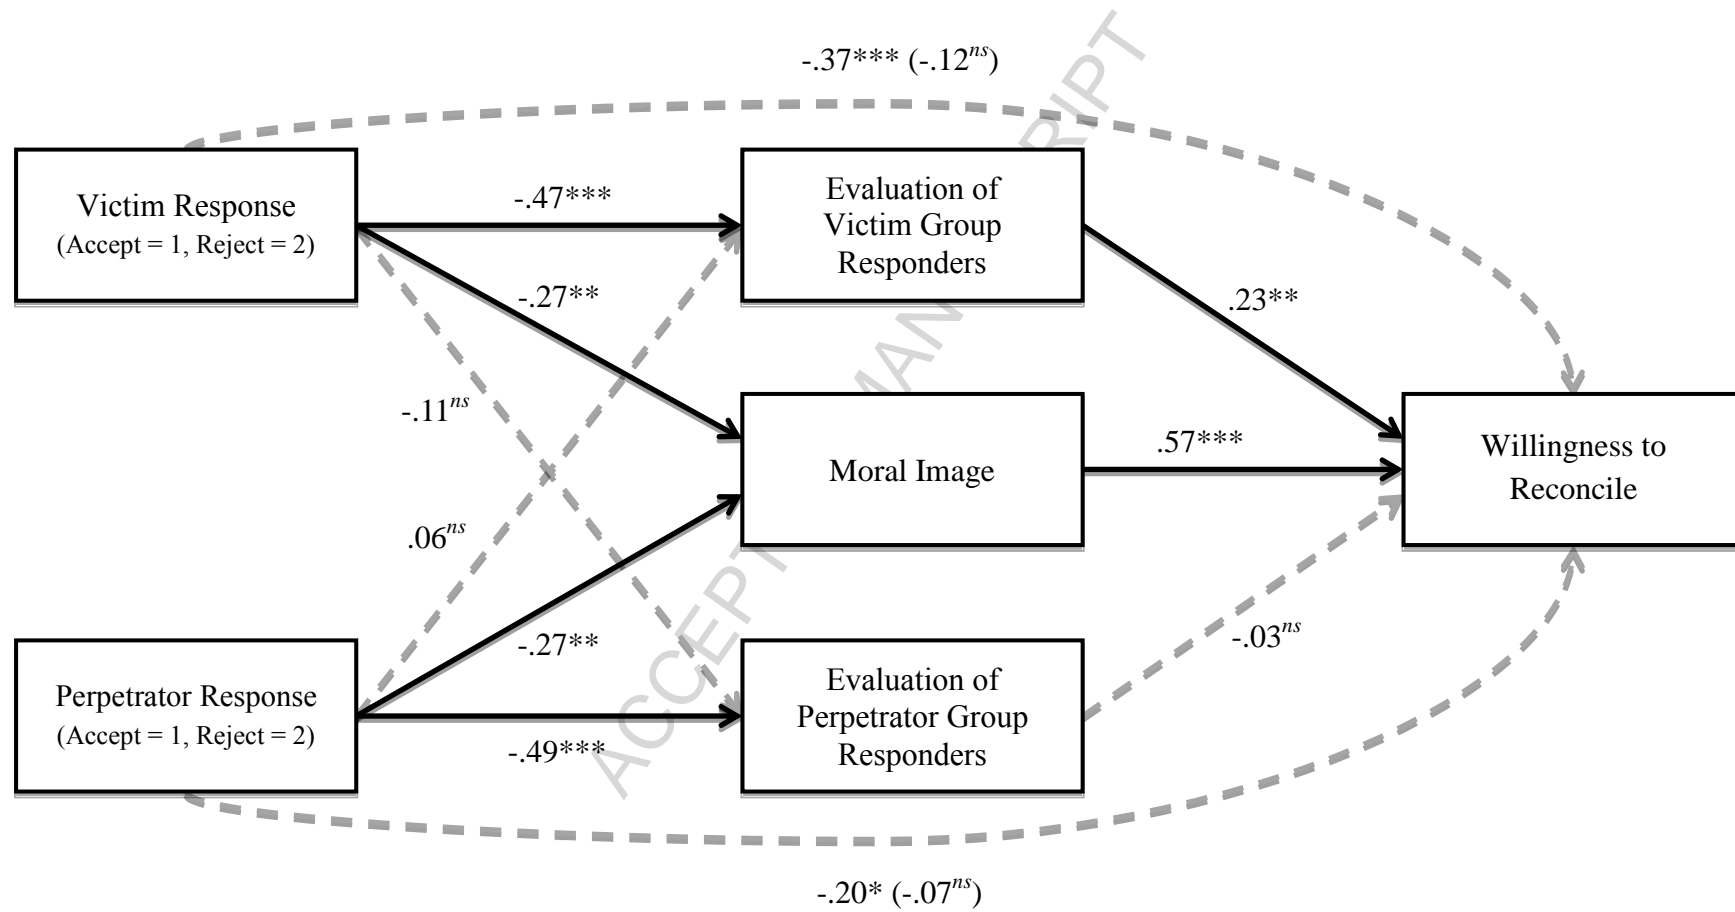 -.37*** (-.12ns)
Victim Response
(Accept = 1, Reject = 2)
-.47***
Evaluation of
Victim Group
Responders
-.27**
.23**
-.11ns
Moral Image
.57***
Willingness to
Reconcile
.06ns
Perpetrator Response
(Accept = 1, Reject = 2)
-.27**
-.49***
Evaluation of
Perpetrator Group
Responders
-.03ns
-.20* (-.07ns)